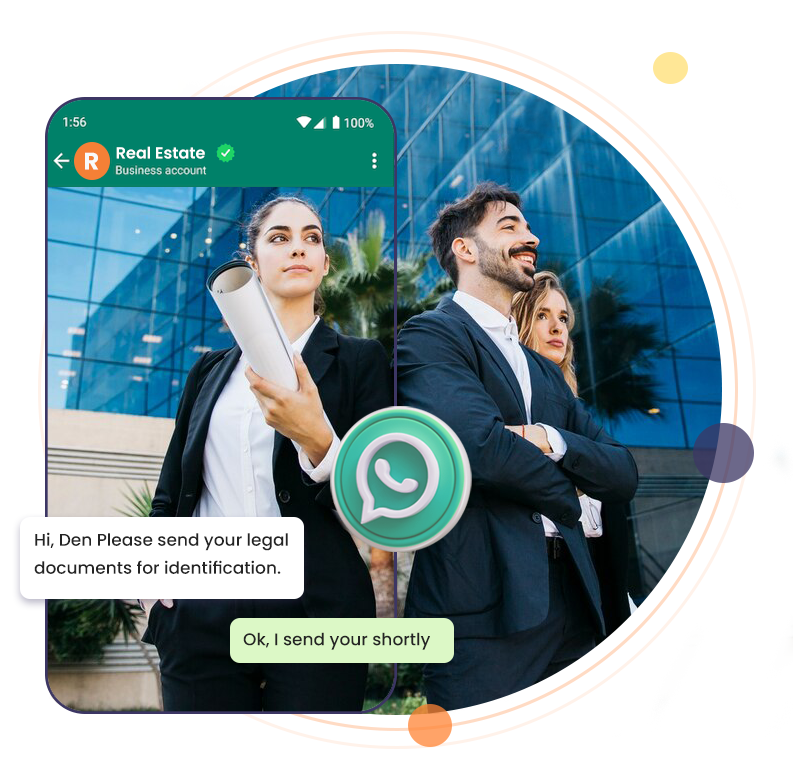 1:56
100%
R
Real Estate
Business account
Hi, Den Please send your legal
documents for identification.
Ok, I send your shortly